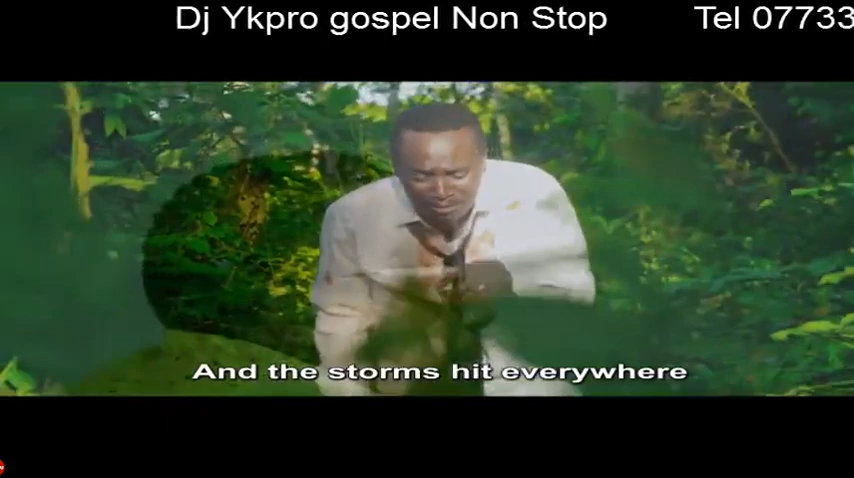 Dj Ykpro gospel Non Stop Tel 07733
And the storms hit everywhere